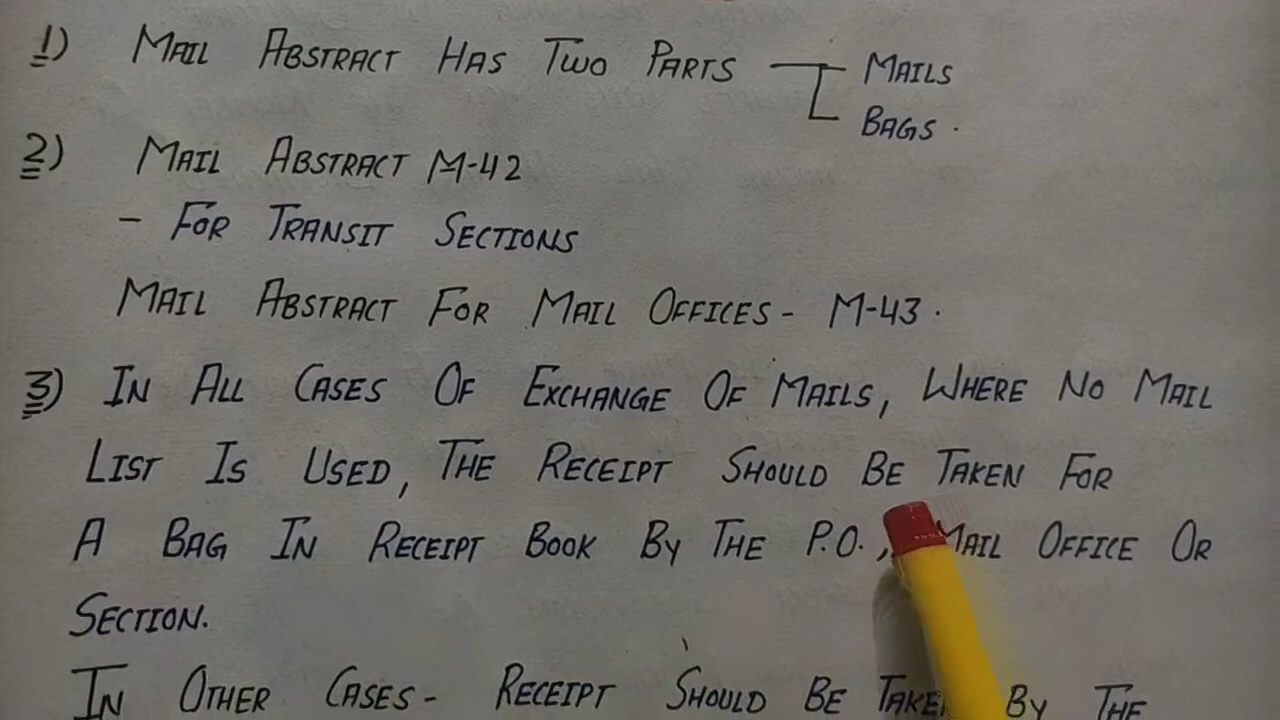 1) MAIL ABSTRACT HAS TWO PARTS MAILS
BAGS.
2) MAIL ABSTRACT M-42
- FOR TRANSIT SECTIONS
MAIL ABSTRACT FOR MAIL OFFICES - M-43.
3) IN ALL CASES OF EXCHANGE OF MAILS, WHERE NO MAIL
LIST IS USED, THE RECEIPT SHOULD BE TAKEN FOR
A BAG IN RECEIPT BOOK BY THE P.O., MAIL OFFICE OR
SECTION.
IN OTHER CASES - RECEIPT SHOULD BE TAKEN BY THE